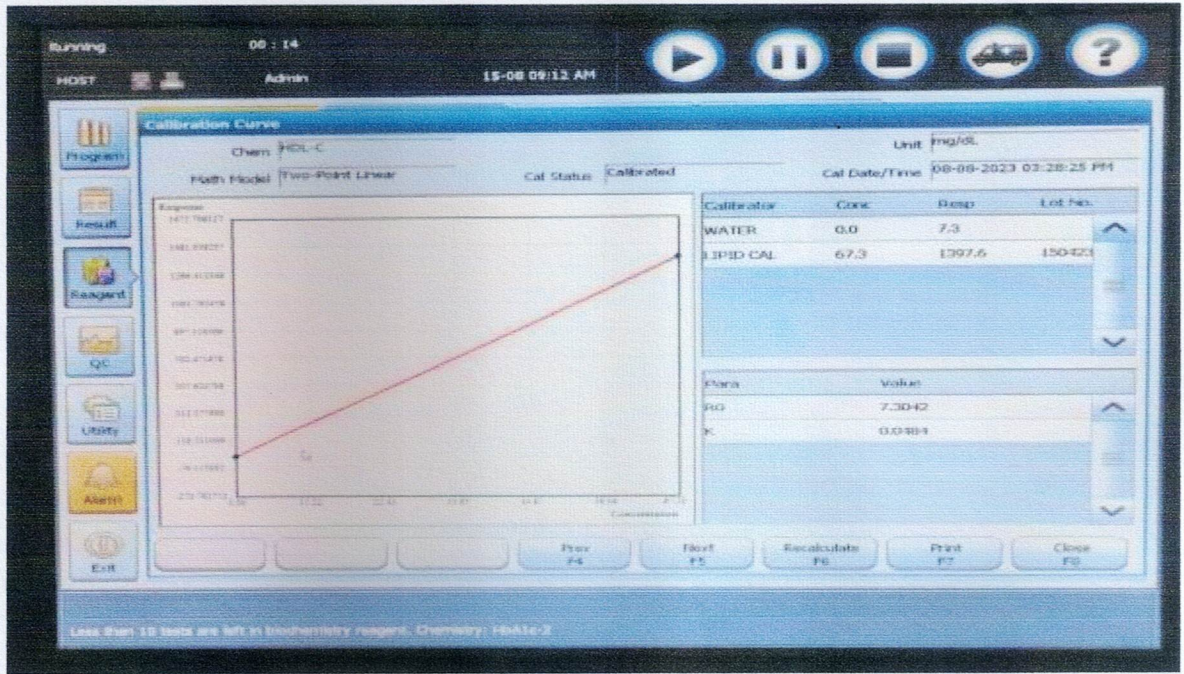 Running 00 : 14
HOST Admin 15-08 09:12 AM
Calibration Curve
Program
Chem HDL-C Unit mg/dL
Math Model Two-Point Linear Cal Status Calibrated Cal Date/Time 08-08-2023 03:28:25 PM
Response
Calibrator Conc Resp Lot No.
Result
WATER 0.0 7.3
LIPID CAL 67.3 1397.6 150423
Reagent
QC
Para Value
R0 7.3042
K 0.0484
Utility
Alarm
Concentration
Exit
Prev F4
Next F5
Recalculate F6
Print F7
Close F8
Less than 10 tests are left in biochemistry reagent. Chemistry: HbA1c-2